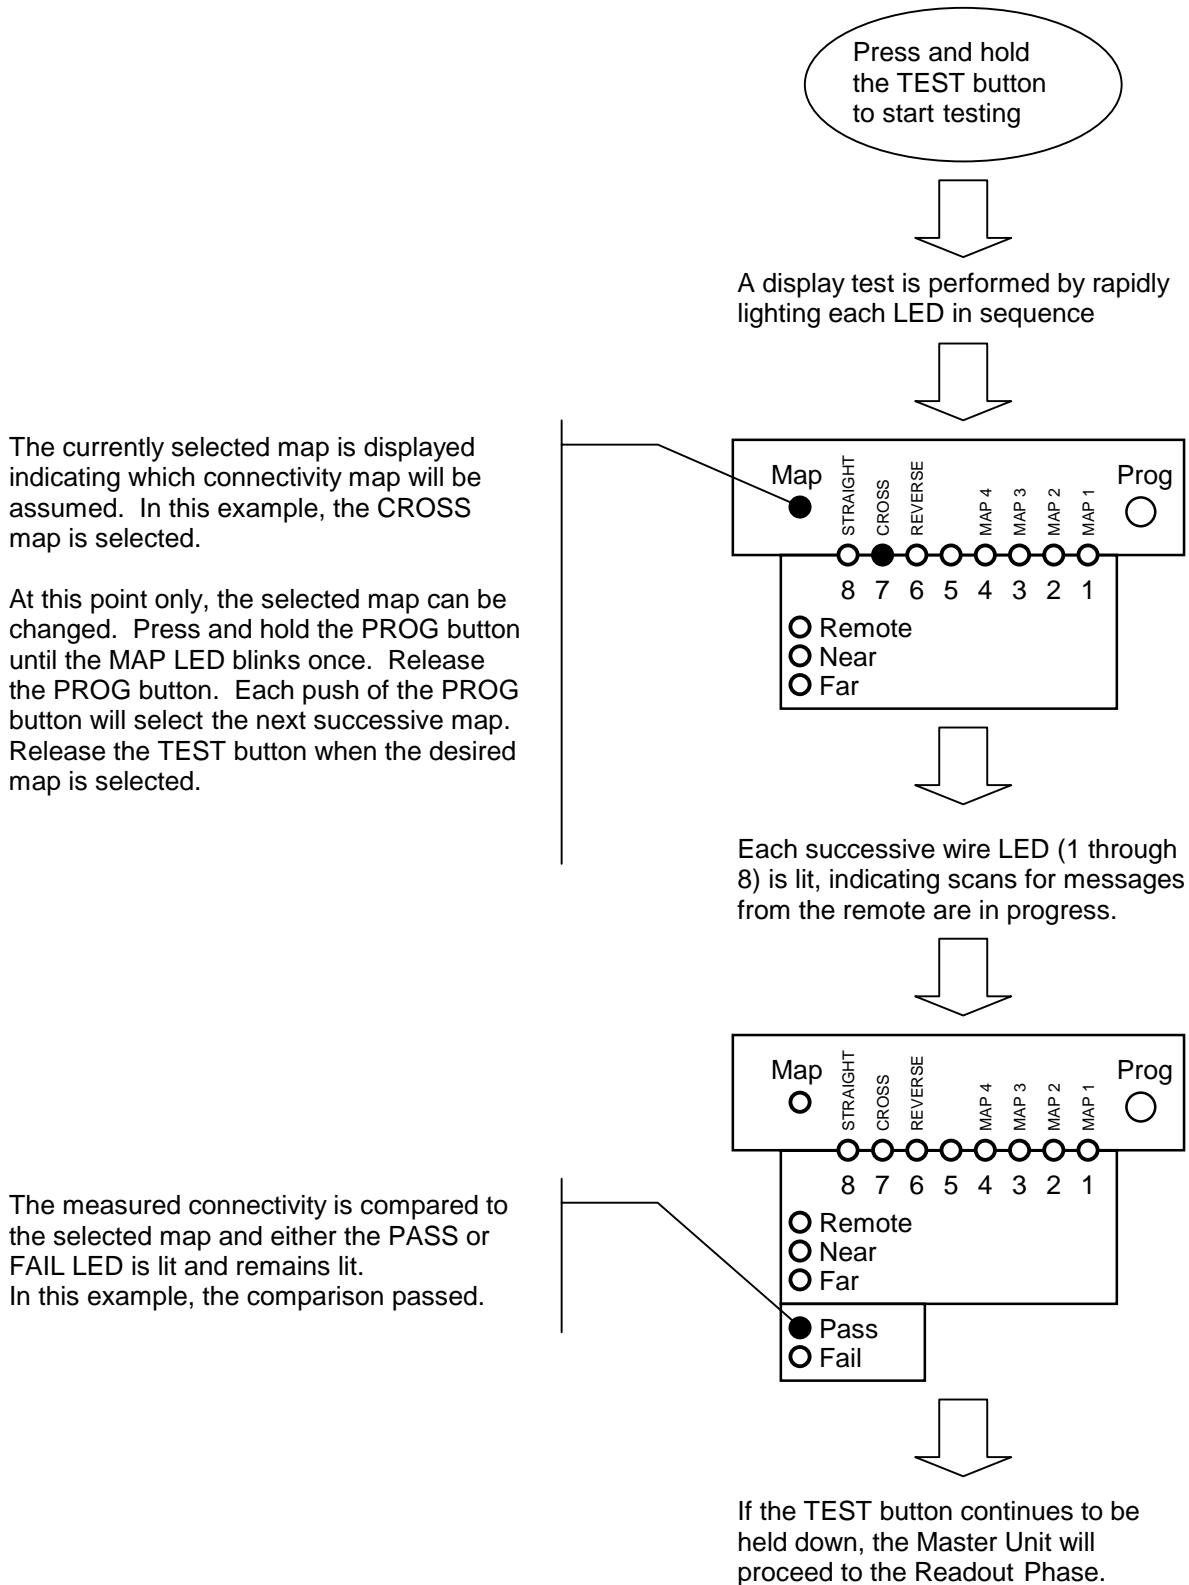 Press and hold
the TEST button
to start testing
A display test is performed by rapidly
lighting each LED in sequence
The currently selected map is displayed
indicating which connectivity map will be
assumed. In this example, the CROSS
map is selected.
At this point only, the selected map can be
changed. Press and hold the PROG button
until the MAP LED blinks once. Release
the PROG button. Each push of the PROG
button will select the next successive map.
Release the TEST button when the desired
map is selected.
Map
STRAIGHT
CROSS
REVERSE
MAP 4
MAP 3
MAP 2
MAP 1
Prog
8 7 6 5 4 3 2 1
Remote
Near
Far
Each successive wire LED (1 through
8) is lit, indicating scans for messages
from the remote are in progress.
Map
STRAIGHT
CROSS
REVERSE
MAP 4
MAP 3
MAP 2
MAP 1
Prog
8 7 6 5 4 3 2 1
Remote
Near
Far
Pass
Fail
The measured connectivity is compared to
the selected map and either the PASS or
FAIL LED is lit and remains lit.
In this example, the comparison passed.
If the TEST button continues to be
held down, the Master Unit will
proceed to the Readout Phase.